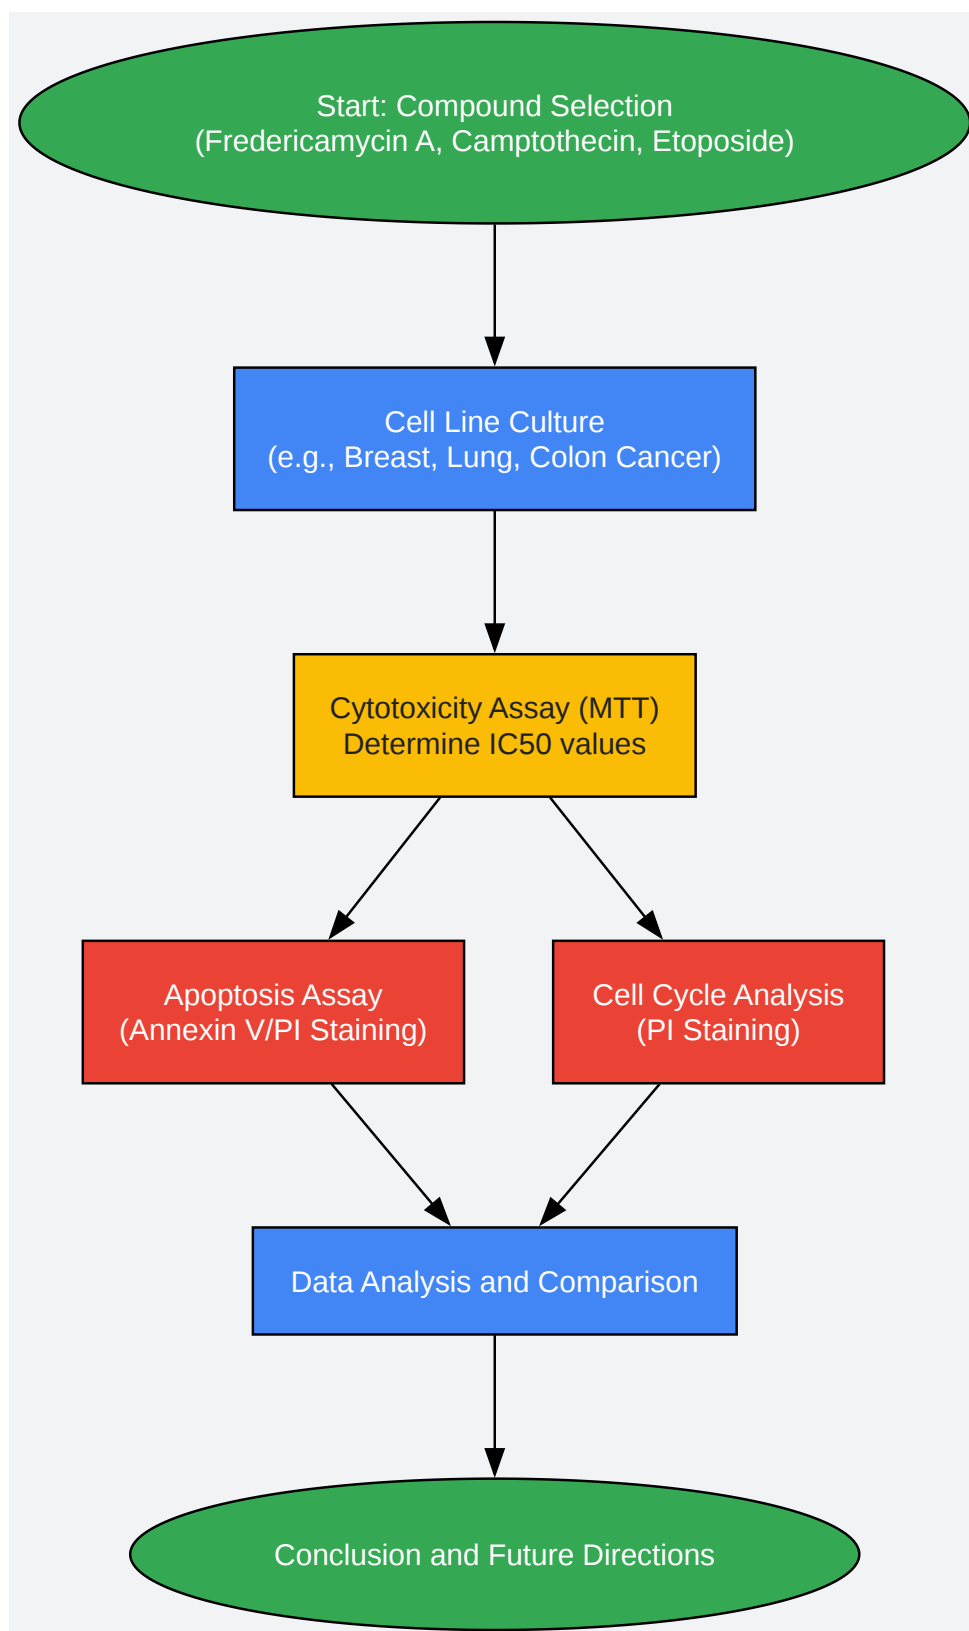 Start: Compound Selection
(Fredericamycin A, Camptothecin, Etoposide)
Cell Line Culture
(e.g., Breast, Lung, Colon Cancer)
Cytotoxicity Assay (MTT)
Determine IC50 values
Apoptosis Assay
(Annexin V/PI Staining)
Cell Cycle Analysis
(PI Staining)
Data Analysis and Comparison
Conclusion and Future Directions